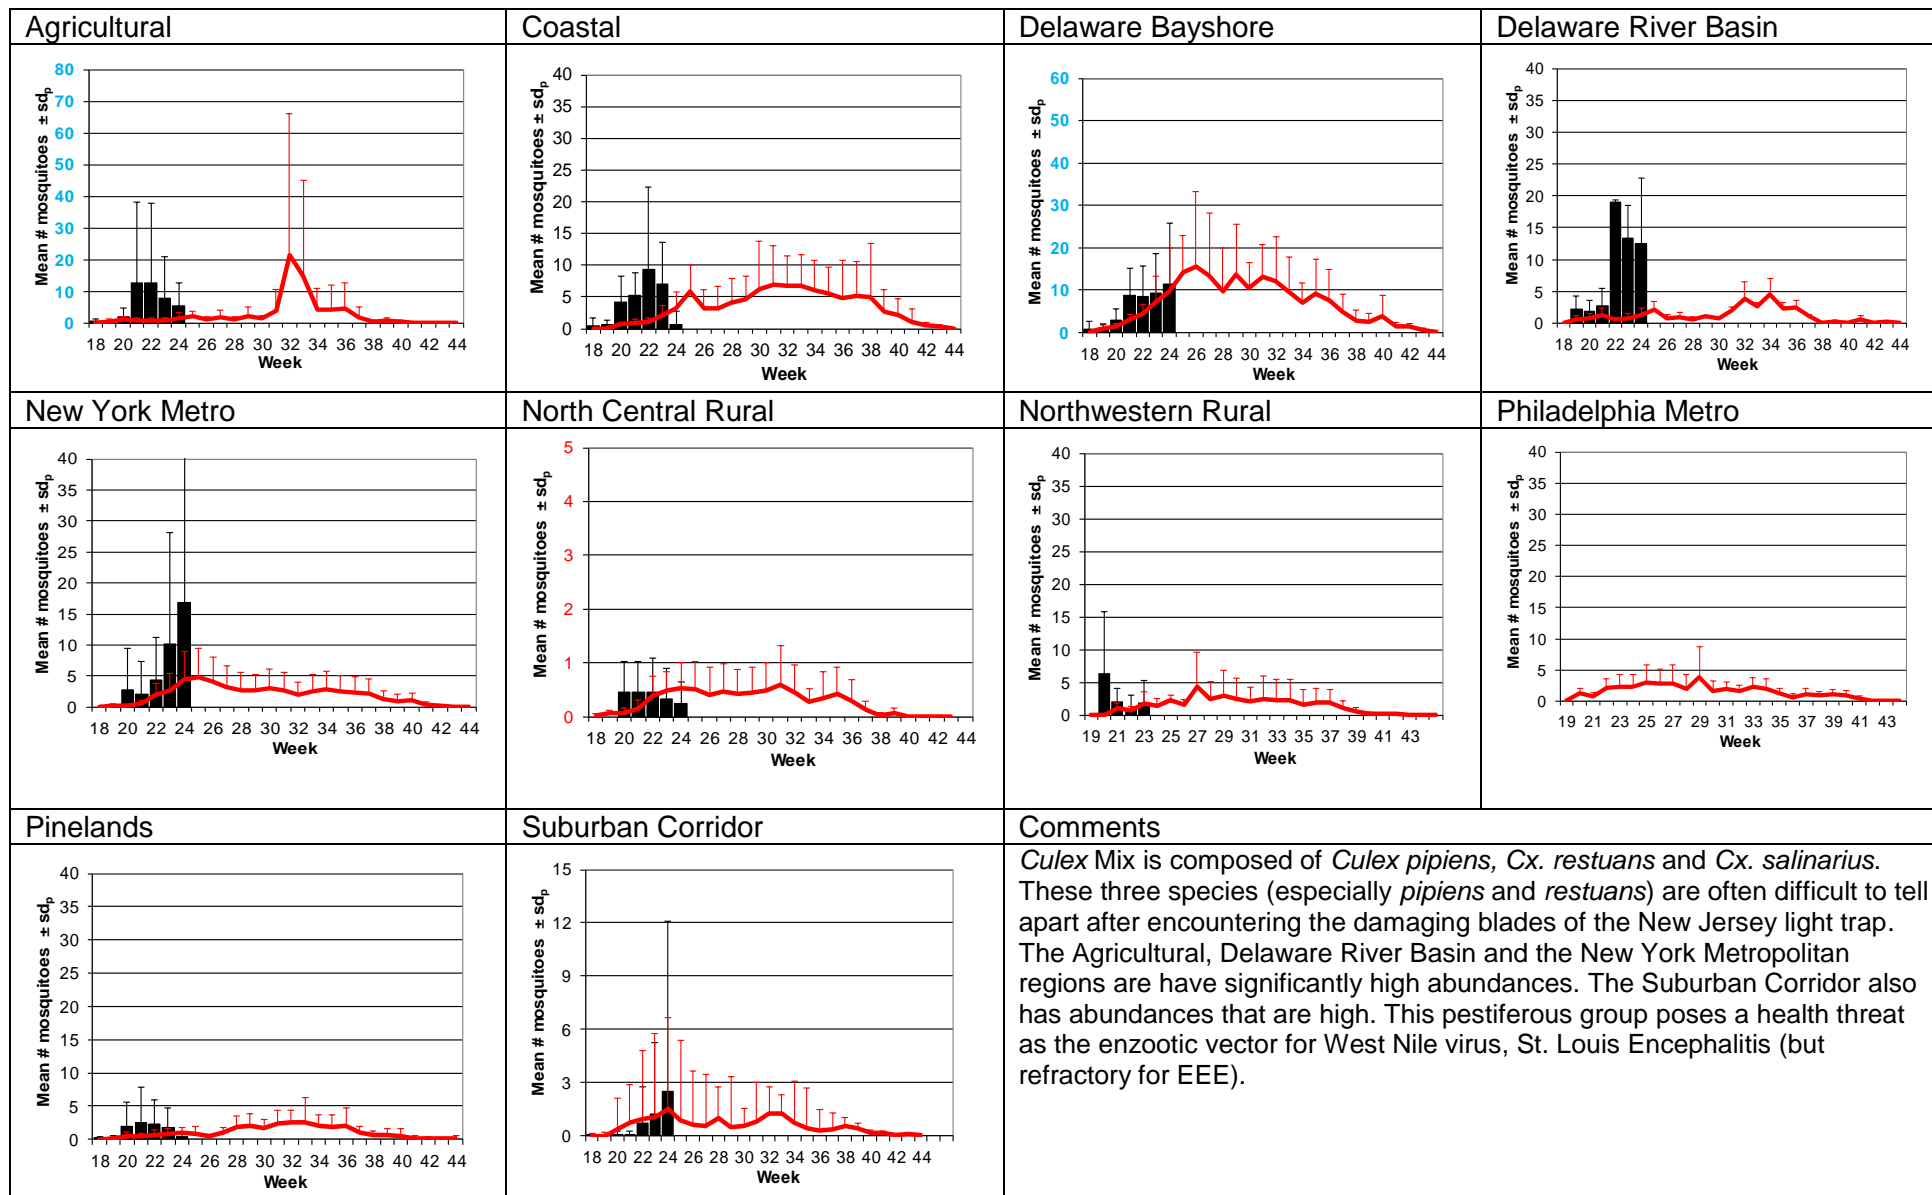 Agricultural
80
70
60
50
40
30
20
10
0
Mean # mosquitoes ± sdp
18 20 22 24 26 28 30 32 34 36 38 40 42 44
Week
Coastal
40
35
30
25
20
15
10
5
0
Mean # mosquitoes ± sdp
18 20 22 24 26 28 30 32 34 36 38 40 42 44
Week
Delaware Bayshore
60
50
40
30
20
10
0
Mean # mosquitoes ± sdp
18 20 22 24 26 28 30 32 34 36 38 40 42 44
Week
Delaware River Basin
40
35
30
25
20
15
10
5
0
Mean # mosquitoes ± sdp
18 20 22 24 26 28 30 32 34 36 38 40 42 44
Week
New York Metro
40
35
30
25
20
15
10
5
0
Mean # mosquitoes ± sdp
18 20 22 24 26 28 30 32 34 36 38 40 42 44
Week
North Central Rural
5
4
3
2
1
0
Mean # mosquitoes ± sdp
18 20 22 24 26 28 30 32 34 36 38 40 42 44
Week
Northwestern Rural
40
35
30
25
20
15
10
5
0
Mean # mosquitoes ± sdp
19 21 23 25 27 29 31 33 35 37 39 41 43
Week
Philadelphia Metro
40
35
30
25
20
15
10
5
0
Mean # mosquitoes ± sdp
19 21 23 25 27 29 31 33 35 37 39 41 43
Week
Pinelands
40
35
30
25
20
15
10
5
0
Mean # mosquitoes ± sdp
18 20 22 24 26 28 30 32 34 36 38 40 42 44
Week
Suburban Corridor
15
12
9
6
3
0
Mean # mosquitoes ± sdp
18 20 22 24 26 28 30 32 34 36 38 40 42 44
Week
Comments
Culex Mix is composed of Culex pipiens, Cx. restuans and Cx. salinarius.
These three species (especially pipiens and restuans) are often difficult to tell
apart after encountering the damaging blades of the New Jersey light trap.
The Agricultural, Delaware River Basin and the New York Metropolitan
regions are have significantly high abundances. The Suburban Corridor also
has abundances that are high. This pestiferous group poses a health threat
as the enzootic vector for West Nile virus, St. Louis Encephalitis (but
refractory for EEE).